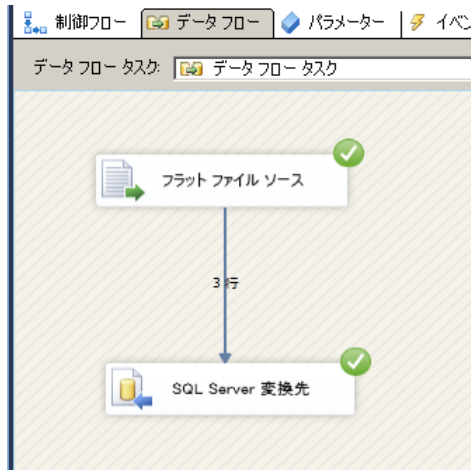 制御フロー データ フロー パラメーター イベン
データ フロー タスク: データ フロー タスク
フラット ファイル ソース
3 行
SQL Server 変換先